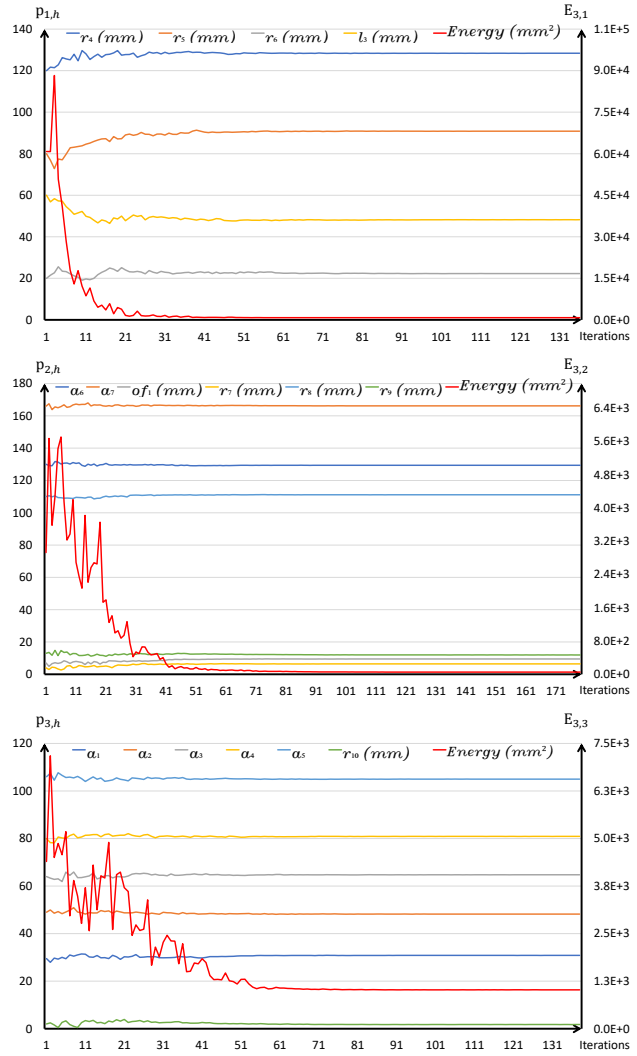 p1,h E3,1
r4 (mm) r5 (mm) r6 (mm) l3 (mm) Energy (mm²)
140 1.1E+5
120 9.0E+4
100 7.5E+4
80 6.0E+4
60 4.5E+4
40 3.0E+4
20 1.5E+4
0 0.0E+0
1 11 21 31 41 51 61 71 81 91 101 111 121 131 Iterations
p2,h E3,2
a6 a7 of1 (mm) r7 (mm) r8 (mm) r9 (mm) Energy (mm²)
180
160 6.4E+3
140 5.6E+3
120 4.8E+3
100 4.0E+3
80 3.2E+3
60 2.4E+3
40 1.6E+3
20 8.0E+2
0 0.0E+0
1 11 21 31 41 51 61 71 81 91 101 111 121 131 141 151 161 171 Iterations
p3,h E3,3
a1 a2 a3 a4 a5 r10 (mm) Energy (mm²)
120 7.5E+3
100 6.3E+3
80 5.0E+3
60 3.8E+3
40 2.5E+3
20 1.3E+3
0 0.0E+0
1 11 21 31 41 51 61 71 81 91 101 111 121 131 Iterations